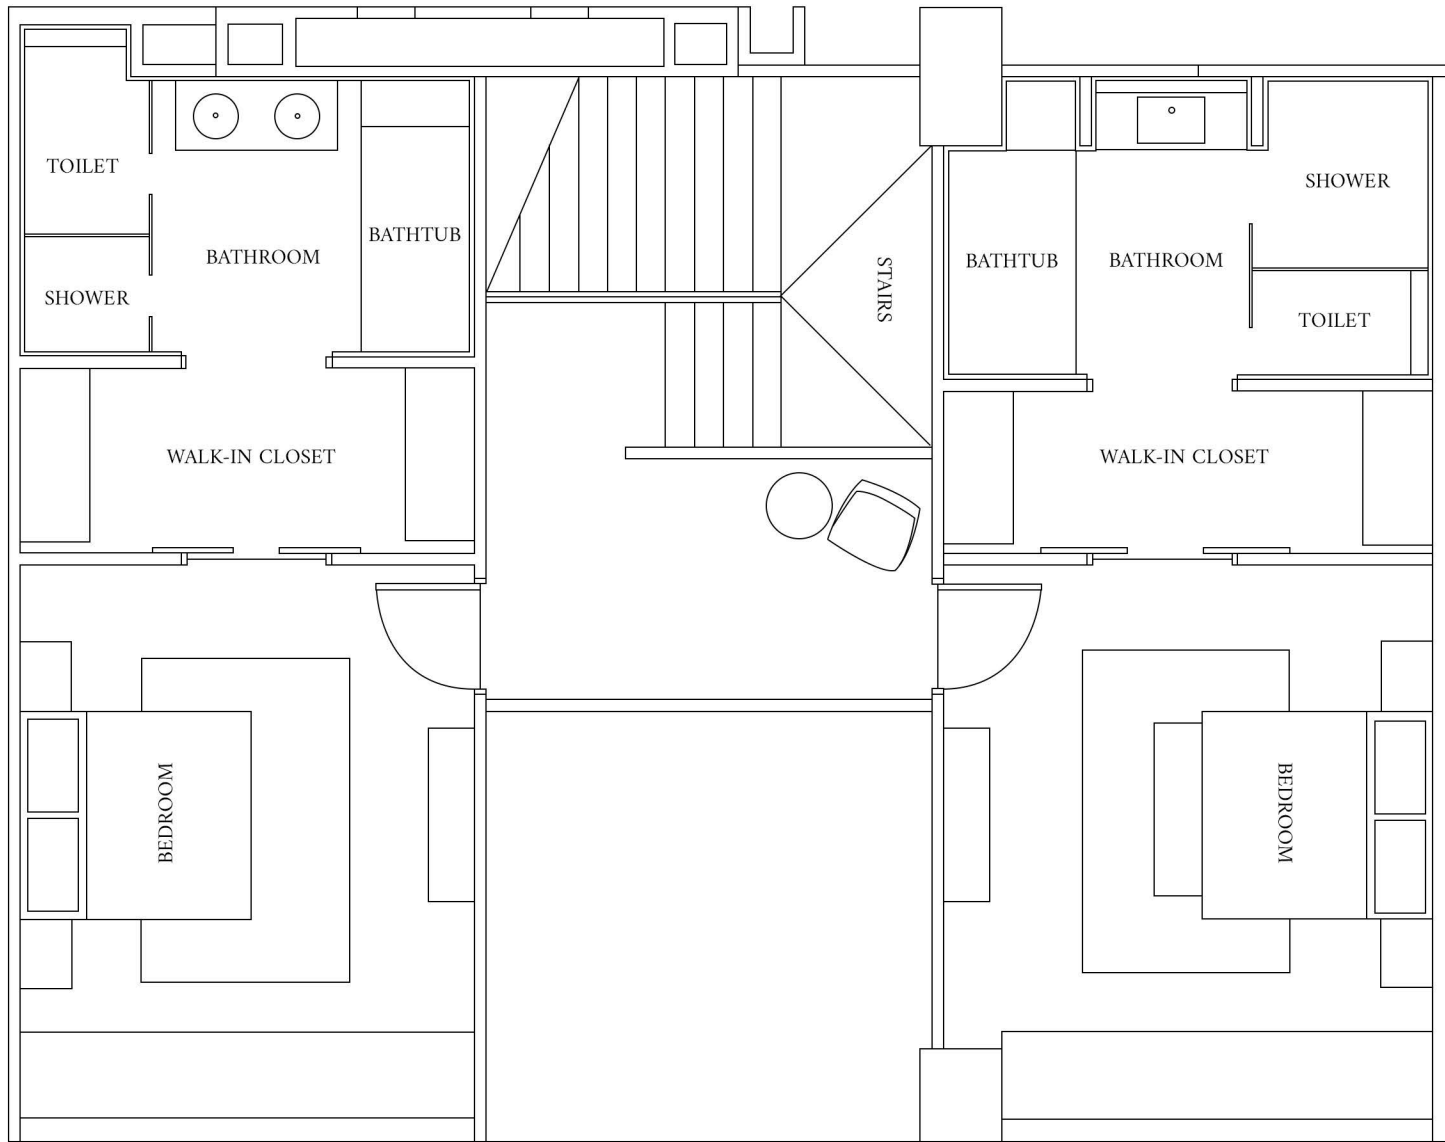 TOILET
SHOWER
BATHROOM
BATHTUB
WALK-IN CLOSET
BEDROOM
STAIRS
BATHTUB
BATHROOM
SHOWER
TOILET
WALK-IN CLOSET
BEDROOM